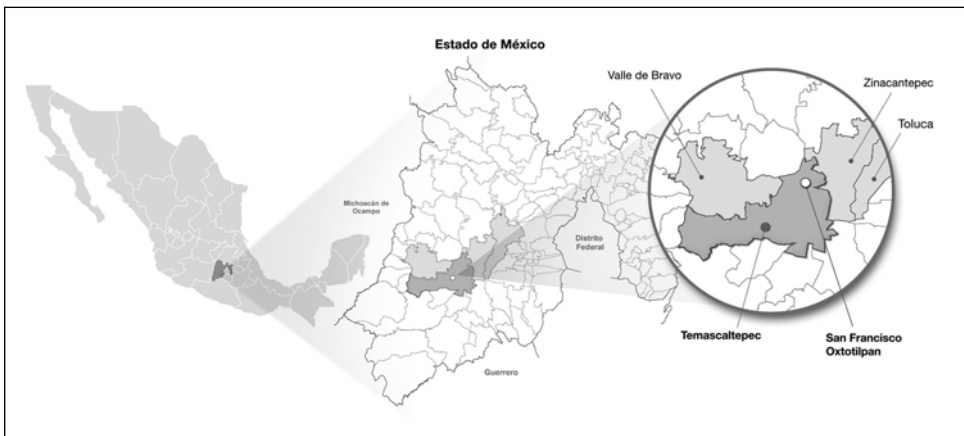 Estado de México
Valle de Bravo
Zinacantepec
Toluca
Michoacán de
Ocampo
Distrito
Federal
Temascaltepec
San Francisco
Oxtotilpan
Guerrero